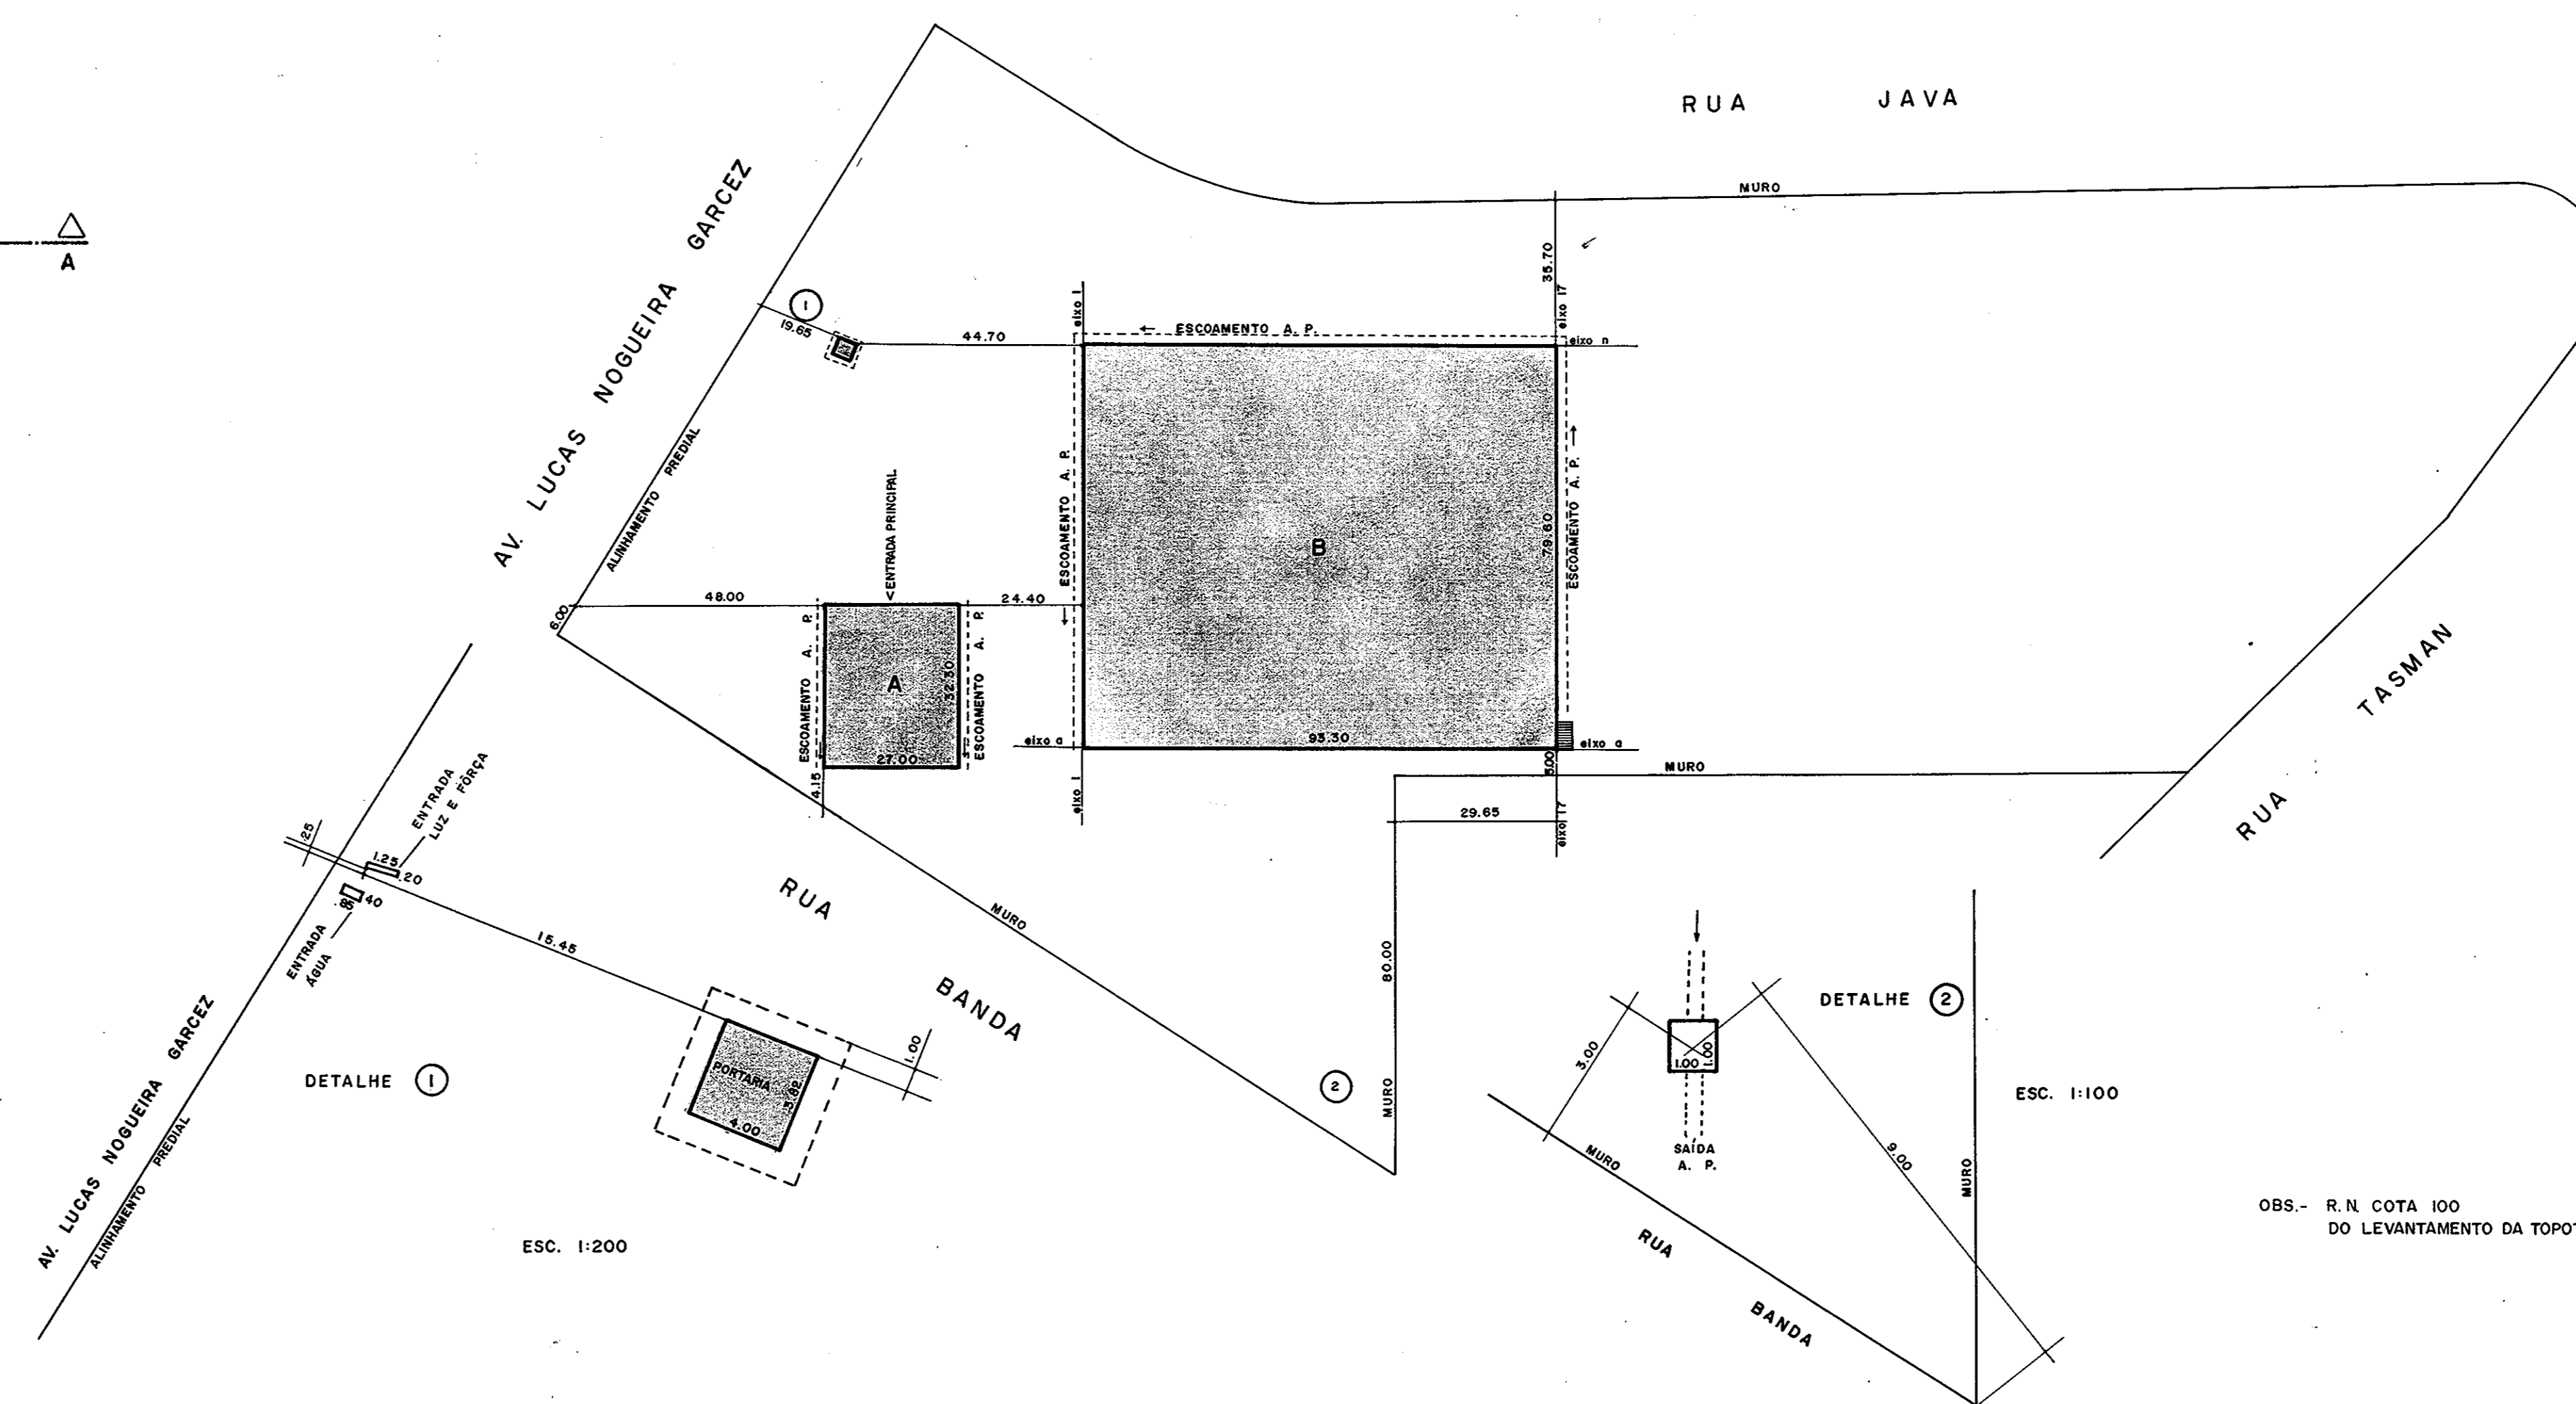 RUA JAVA
MURO
AV. LUCAS NOGUEIRA GARCEZ
ALINHAMENTO PREDIAL
A
1
19.65
44.70
eixo 1
← ESCOAMENTO A. P.
35.70
eixo 17
eixo n
ESCOAMENTO A. P.
B
79.60
ESCOAMENTO A. P.
93.30
eixo a
eixo a
eixo 1
5.00
eixo 17
<ENTRADA PRINCIPAL
6.00
48.00
24.40
ESCOAMENTO A. P.
A
32.30
27.00
ESCOAMENTO A. P.
4.15
MURO
29.65
80.00
MURO
2
MURO
RUA BANDA
RUA TASMAN
ENTRADA
LUZ E FÔRÇA
.25
1.25
.20
.40
ENTRADA
ÁGUA
15.45
AV. LUCAS NOGUEIRA GARCEZ
ALINHAMENTO PREDIAL
DETALHE 1
PORTARIA
3.82
4.00
1.00
ESC. 1:200
DETALHE 2
3.00
1.00
1.00
9.00
SAÍDA
A. P.
MURO
MURO
RUA BANDA
ESC. 1:100
OBS.- R.N. COTA 100
DO LEVANTAMENTO DA